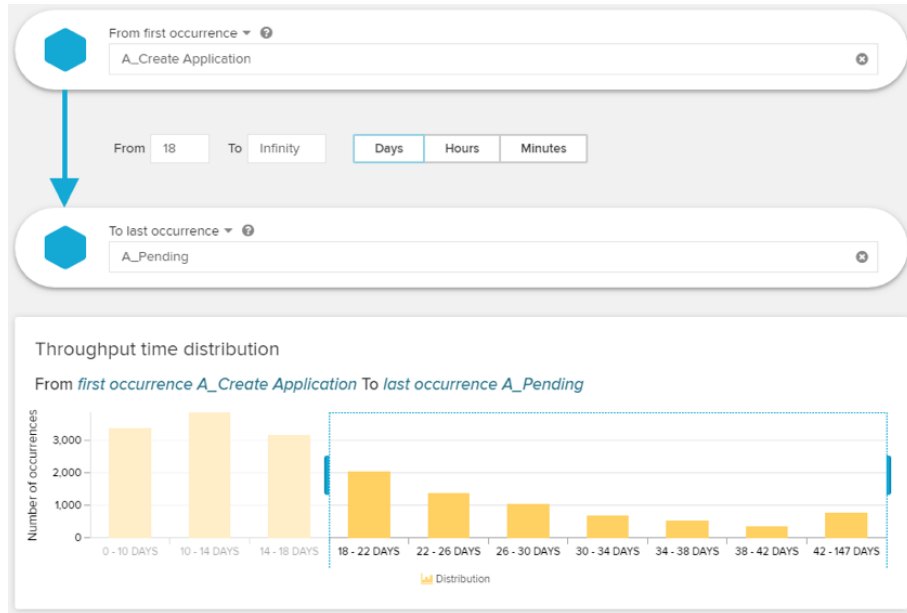 From first occurrence
A_Create Application
From 18 To Infinity Days Hours Minutes
To last occurrence
A_Pending
Throughput time distribution
From first occurrence A_Create Application To last occurrence A_Pending
Number of occurrences
3,000
2,000
1,000
0
0 - 10 DAYS 10 - 14 DAYS 14 - 18 DAYS 18 - 22 DAYS 22 - 26 DAYS 26 - 30 DAYS 30 - 34 DAYS 34 - 38 DAYS 38 - 42 DAYS 42 - 147 DAYS
Distribution